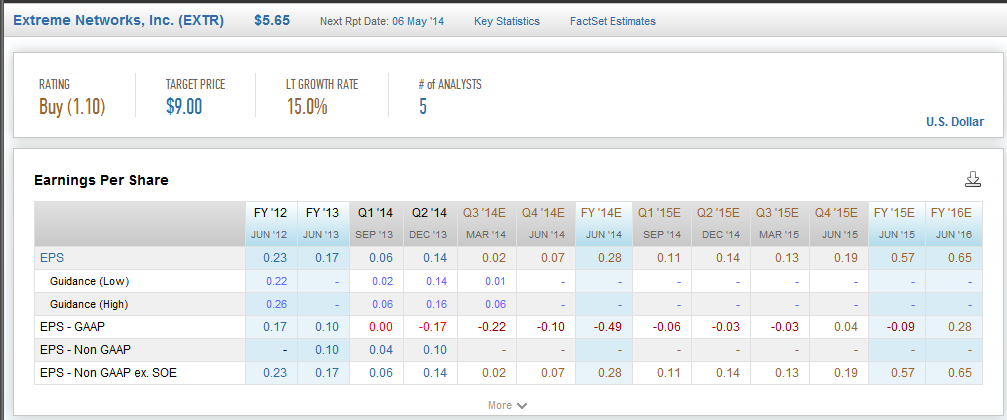 Extreme Networks, Inc. (EXTR) $5.65 Next Rpt Date: 06 May '14 Key Statistics FactSet Estimates
RATING TARGET PRICE LT GROWTH RATE # of ANALYSTS
Buy (1.10) $9.00 15.0% 5
U.S. Dollar
Earnings Per Share
FY '12 FY '13 Q1 '14 Q2 '14 Q3 '14E Q4 '14E FY '14E Q1 '15E Q2 '15E Q3 '15E Q4 '15E FY '15E FY '16E
JUN '12 JUN '13 SEP '13 DEC '13 MAR '14 JUN '14 JUN '14 SEP '14 DEC '14 MAR '15 JUN '15 JUN '15 JUN '16
EPS 0.23 0.17 0.06 0.14 0.02 0.07 0.28 0.11 0.14 0.13 0.19 0.57 0.65
Guidance (Low) 0.22 - 0.02 0.14 0.01 - - - - - - - -
Guidance (High) 0.26 - 0.06 0.16 0.06 - - - - - - - -
EPS - GAAP 0.17 0.10 0.00 -0.17 -0.22 -0.10 -0.49 -0.06 -0.03 -0.03 0.04 -0.09 0.28
EPS - Non GAAP - 0.10 0.04 0.10 - - - - - - - - -
EPS - Non GAAP ex. SOE 0.23 0.17 0.06 0.14 0.02 0.07 0.28 0.11 0.14 0.13 0.19 0.57 0.65
More